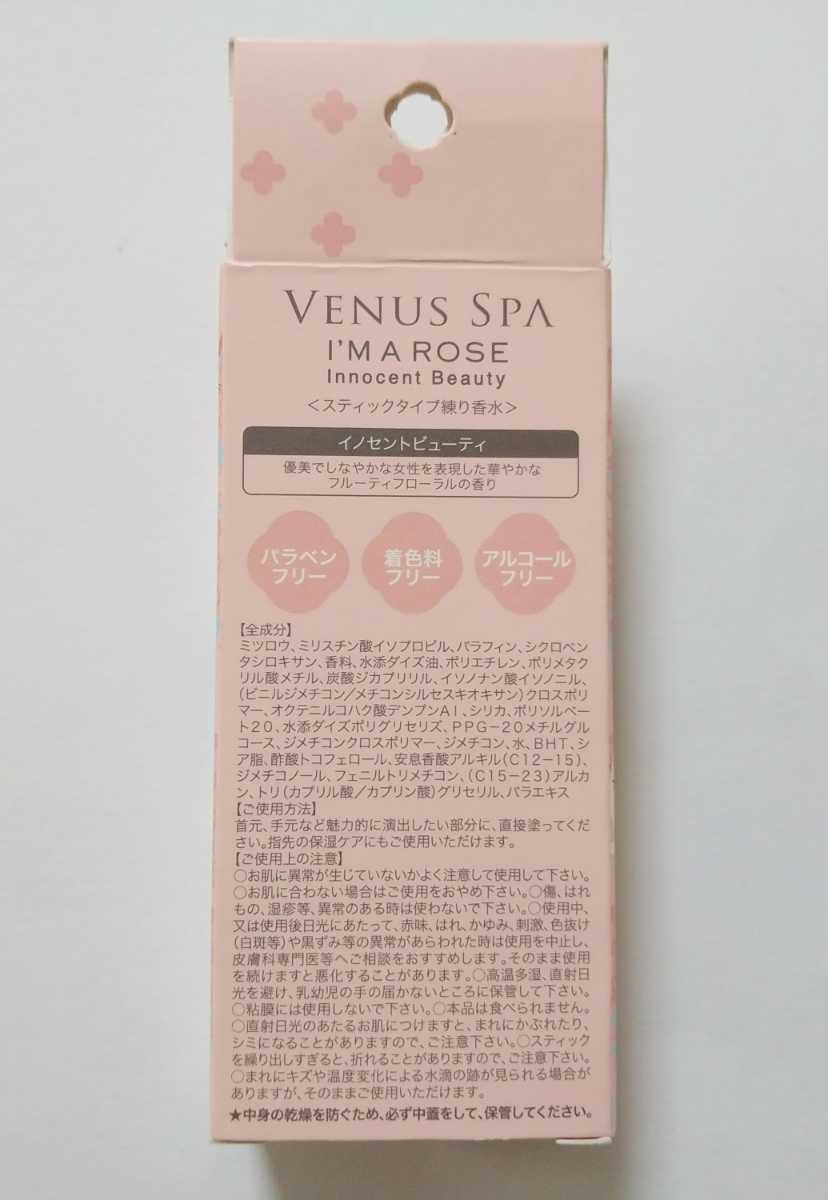 VENUS SPA
I'M A ROSE
Innocent Beauty
＜スティックタイプ練り香水＞
イノセントビューティ
優美でしなやかな女性を表現した華やかな
フルーティフローラルの香り
パラベン
フリー
着色料
フリー
アルコール
フリー
【全成分】
ミツロウ、ミリスチン酸イソプロピル、パラフィン、シクロペン
タシロキサン、香料、水添ダイズ油、ポリエチレン、ポリメタク
リル酸メチル、炭酸ジカプリリル、イソノナン酸イソノニル、
（ビニルジメチコン／メチコンシルセスキオキサン）クロスポリ
マー、オクテニルコハク酸デンプンAl、シリカ、ポリソルベー
ト20、水添ダイズポリグリセリズ、PPG－20メチルグル
コース、ジメチコンクロスポリマー、ジメチコン、水、BHT、シ
ア脂、酢酸トコフェロール、安息香酸アルキル（C12－15）、
ジメチコノール、フェニルトリメチコン、（C15－23）アルカ
ン、トリ（カプリル酸／カプリン酸）グリセリル、バラエキス
【ご使用方法】
首元、手元など魅力的に演出したい部分に、直接塗ってくだ
さい。指先の保湿ケアにもご使用いただけます。
【ご使用上の注意】
○お肌に異常が生じていないかよく注意して使用して下さい。
○お肌に合わない場合はご使用をおやめ下さい。○傷、はれ
もの、湿疹等、異常のある時は使わないで下さい。○使用中、
又は使用後日光にあたって、赤味、はれ、かゆみ、刺激、色抜け
（白斑等）や黒ずみ等の異常があらわれた時は使用を中止し、
皮膚科専門医等へご相談をおすすめします。そのまま使用
を続けますと悪化することがあります。○高温多湿、直射日
光を避け、乳幼児の手の届かないところに保管して下さい。
○粘膜には使用しないで下さい。○本品は食べられません。
○直射日光のあたるお肌につけますと、まれにかぶれたり、
シミになることがありますので、ご注意下さい。○スティック
を繰り出しすぎると、折れることがありますので、ご注意下さい。
○まれにキズや温度変化による水滴の跡が見られる場合が
ありますが、そのままご使用いただけます。
★中身の乾燥を防ぐため、必ず中蓋をして、保管してください。